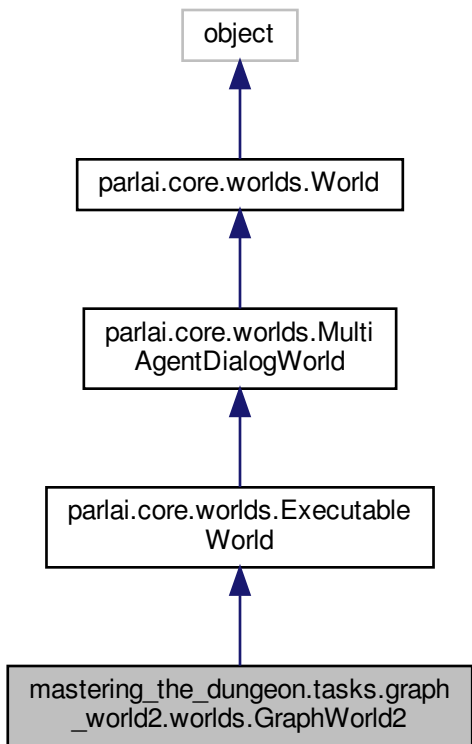 object
parlai.core.worlds.World
parlai.core.worlds.Multi
AgentDialogWorld
parlai.core.worlds.Executable
World
mastering_the_dungeon.tasks.graph
_world2.worlds.GraphWorld2